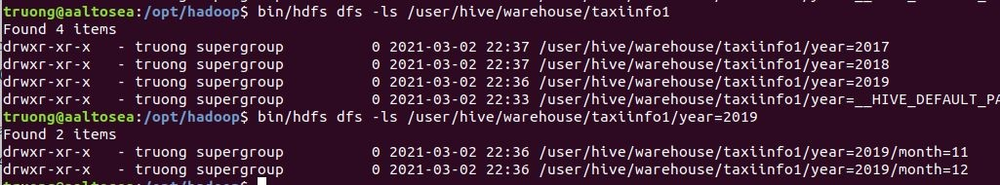 truong@aaltosea:/opt/hadoop$ bin/hdfs dfs -ls /user/hive/warehouse/taxiinfo1
Found 4 items
drwxr-xr-x   - truong supergroup          0 2021-03-02 22:37 /user/hive/warehouse/taxiinfo1/year=2017
drwxr-xr-x   - truong supergroup          0 2021-03-02 22:37 /user/hive/warehouse/taxiinfo1/year=2018
drwxr-xr-x   - truong supergroup          0 2021-03-02 22:36 /user/hive/warehouse/taxiinfo1/year=2019
drwxr-xr-x   - truong supergroup          0 2021-03-02 22:33 /user/hive/warehouse/taxiinfo1/year=__HIVE_DEFAULT_PA
truong@aaltosea:/opt/hadoop$ bin/hdfs dfs -ls /user/hive/warehouse/taxiinfo1/year=2019
Found 2 items
drwxr-xr-x   - truong supergroup          0 2021-03-02 22:36 /user/hive/warehouse/taxiinfo1/year=2019/month=11
drwxr-xr-x   - truong supergroup          0 2021-03-02 22:36 /user/hive/warehouse/taxiinfo1/year=2019/month=12